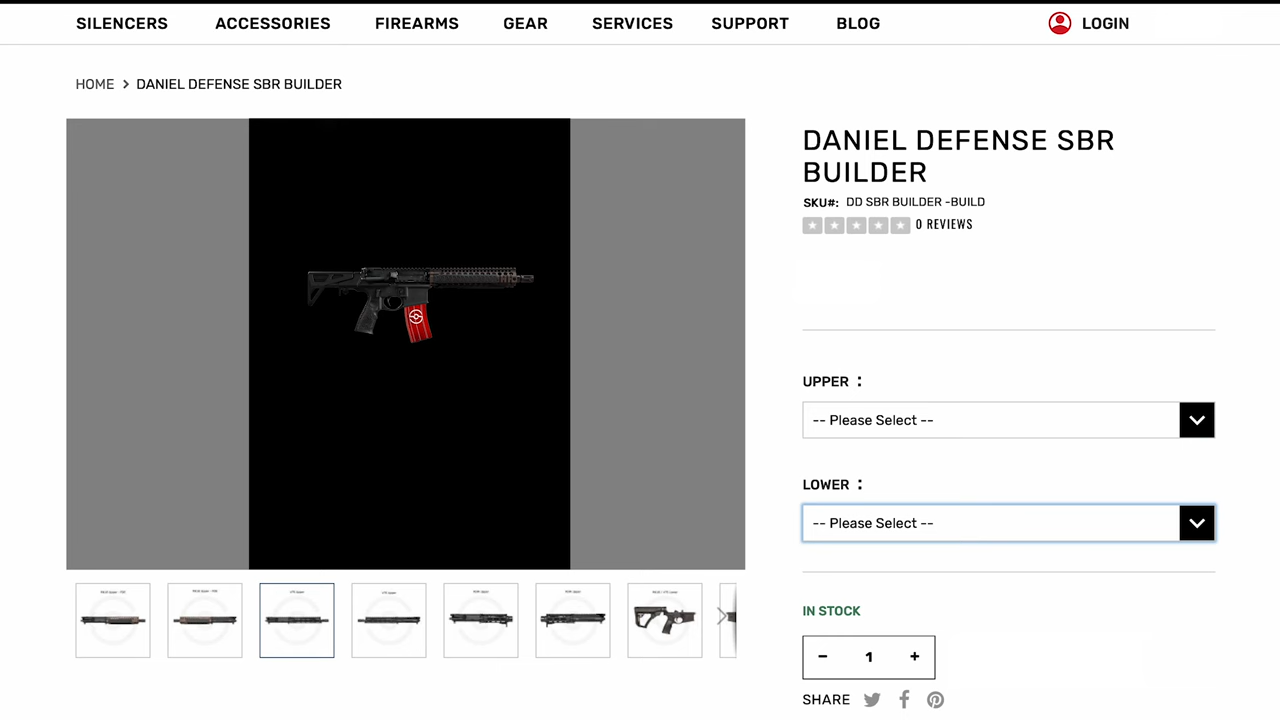 SILENCERS ACCESSORIES FIREARMS GEAR SERVICES SUPPORT BLOG LOGIN
HOME > DANIEL DEFENSE SBR BUILDER
DANIEL DEFENSE SBR
BUILDER
SKU#: DD SBR BUILDER -BUILD
0 REVIEWS
UPPER :
-- Please Select --
LOWER :
-- Please Select --
IN STOCK
− 1 +
SHARE